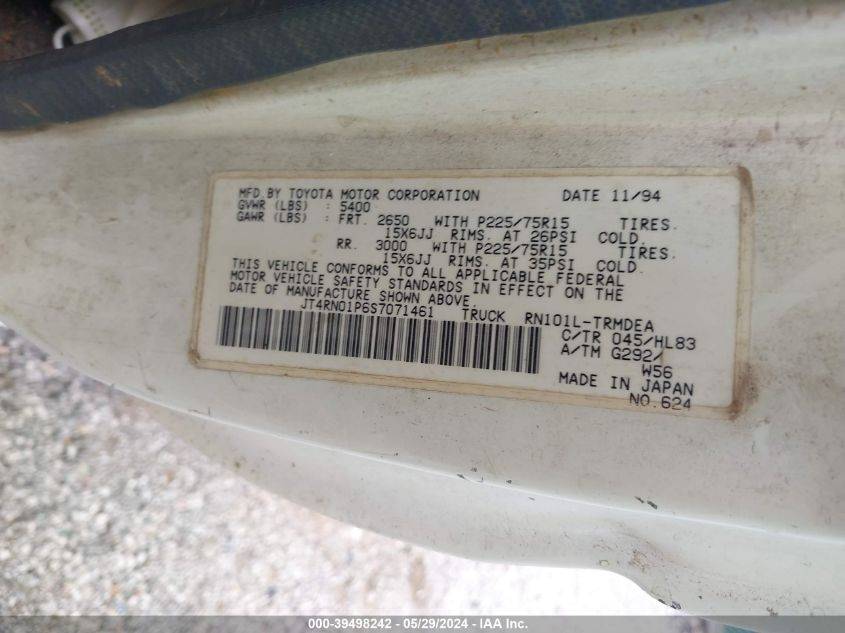 MFD.BY TOYOTA MOTOR CORPORATION DATE 11/94
GVWR (LBS) : 5400
GAWR (LBS) : FRT. 2650 WITH P225/75R15 TIRES.
15X6JJ RIMS. AT 26PSI COLD.
RR. 3000 WITH P225/75R15 TIRES.
15X6JJ RIMS. AT 35PSI COLD.
THIS VEHICLE CONFORMS TO ALL APPLICABLE FEDERAL
MOTOR VEHICLE SAFETY STANDARDS IN EFFECT ON THE
DATE OF MANUFACTURE SHOWN ABOVE.
JT4RN01P6S7071461 TRUCK RN101L-TRMDEA
C/TR 045/HL83
A/TM G292/
W56
MADE IN JAPAN
NO.624
000-39498242 - 05/29/2024 - IAAI.COM